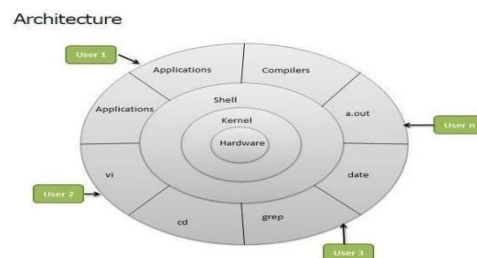 Architecture
User 1
Applications
Compilers
Applications
Shell
a.out
Kernel
User n
Hardware
vi
date
User 2
cd
grep
User 3